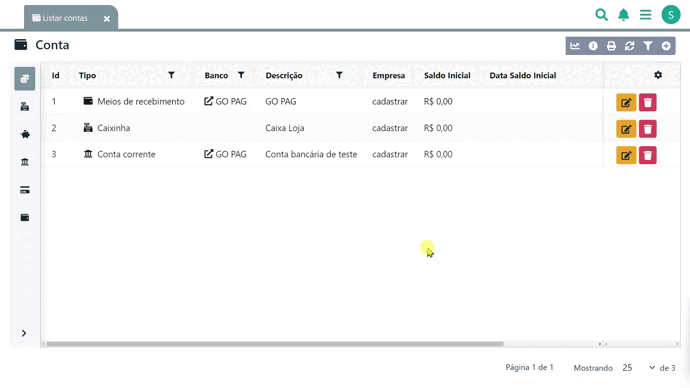 Listar contas
S
Conta
Id Tipo Banco Descrição Empresa Saldo Inicial Data Saldo Inicial
1 Meios de recebimento GO PAG GO PAG cadastrar R$ 0,00
2 Caixinha Caixa Loja cadastrar R$ 0,00
3 Conta corrente GO PAG Conta bancária de teste cadastrar R$ 0,00
Página 1 de 1 Mostrando 25 de 3